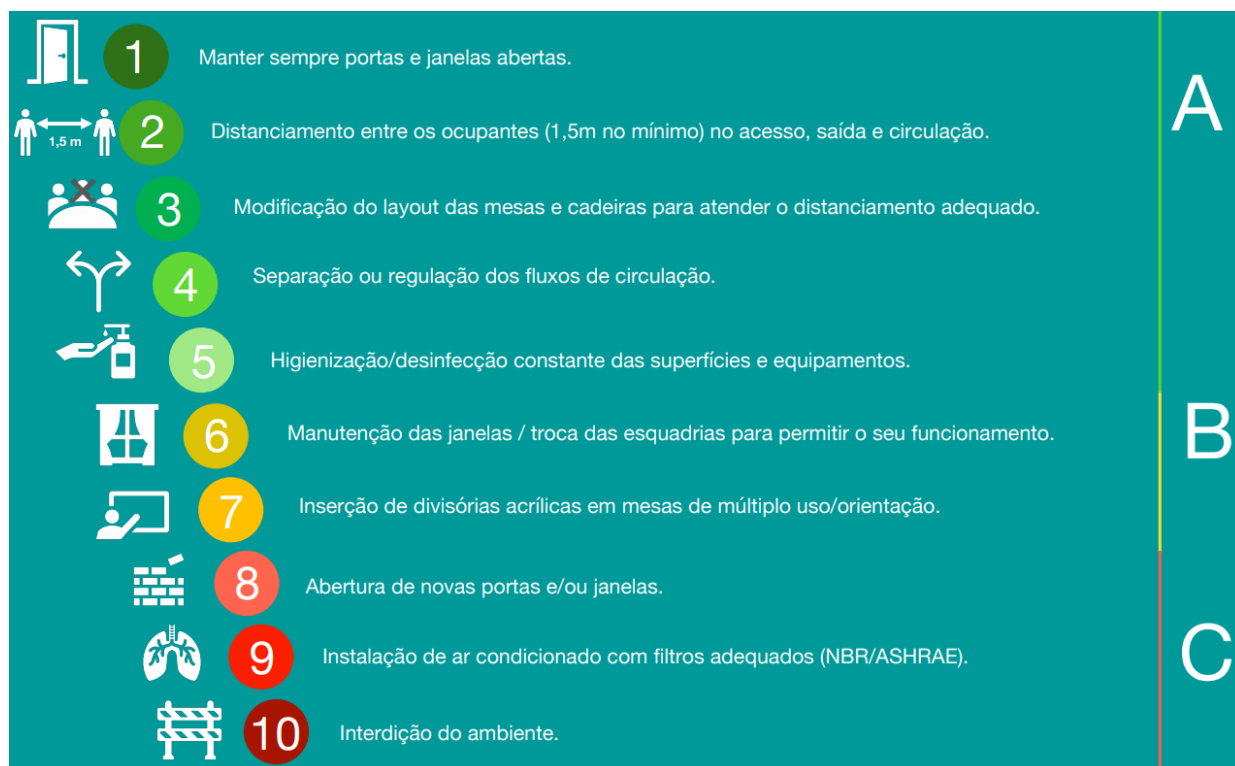 1 Manter sempre portas e janelas abertas.
A
1,5 m 2 Distanciamento entre os ocupantes (1,5m no mínimo) no acesso, saída e circulação.
3 Modificação do layout das mesas e cadeiras para atender o distanciamento adequado.
4 Separação ou regulação dos fluxos de circulação.
5 Higienização/desinfecção constante das superfícies e equipamentos.
6 Manutenção das janelas / troca das esquadrias para permitir o seu funcionamento.
B
7 Inserção de divisórias acrílicas em mesas de múltiplo uso/orientação.
8 Abertura de novas portas e/ou janelas.
9 Instalação de ar condicionado com filtros adequados (NBR/ASHRAE).
C
10 Interdição do ambiente.